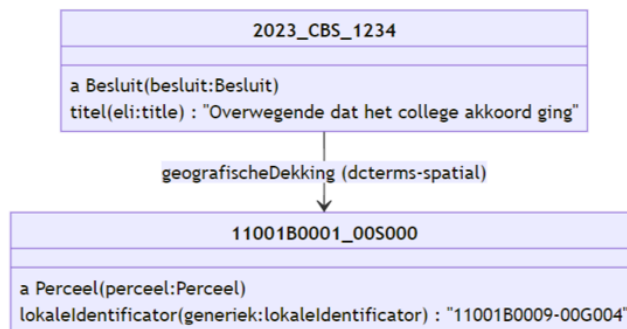 2023_CBS_1234
a Besluit(besluit:Besluit)
titel(eli:title) : "Overwegende dat het college akkoord ging"
geografischeDekking (dcterms-spatial)
11001B0001_00S000
a Perceel(perceel:Perceel)
lokaleIdentificator(generiek:lokaleIdentificator) : "11001B0009-00G004"